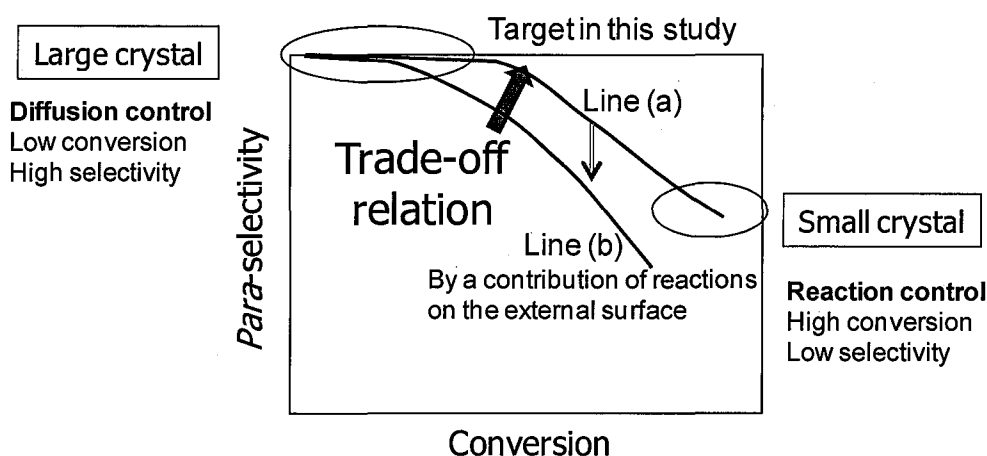 Target in this study
Large crystal
Diffusion control
Low conversion
High selectivity
Line (a)
Trade-off
relation
Para-selectivity
Line (b)
By a contribution of reactions
on the external surface
Small crystal
Reaction control
High conversion
Low selectivity
Conversion